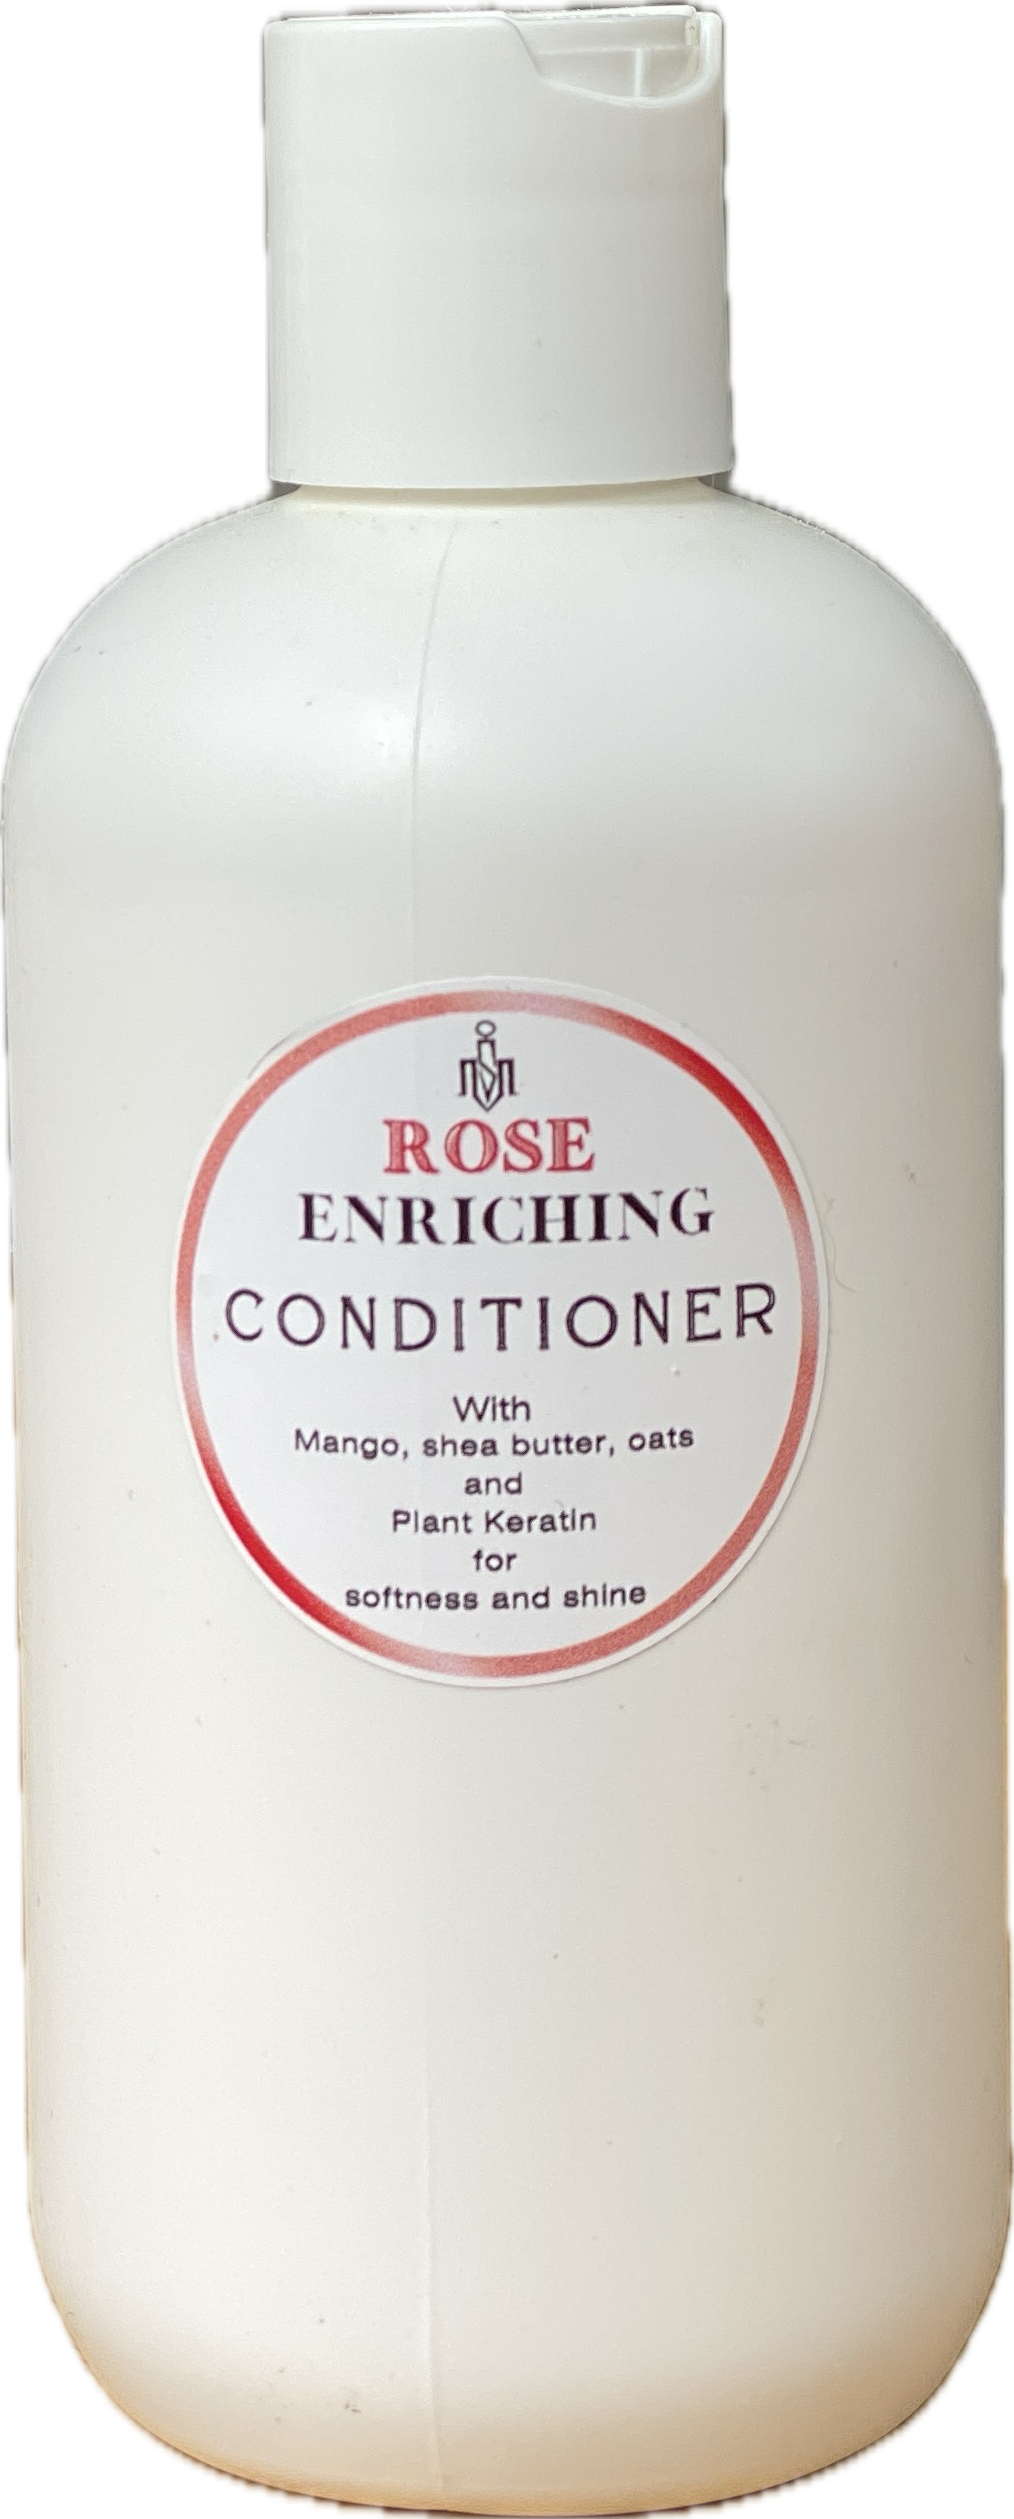 ROSE
ENRICHING
CONDITIONER
With
Mango, shea butter, oats
and
Plant Keratin
for
softness and shine